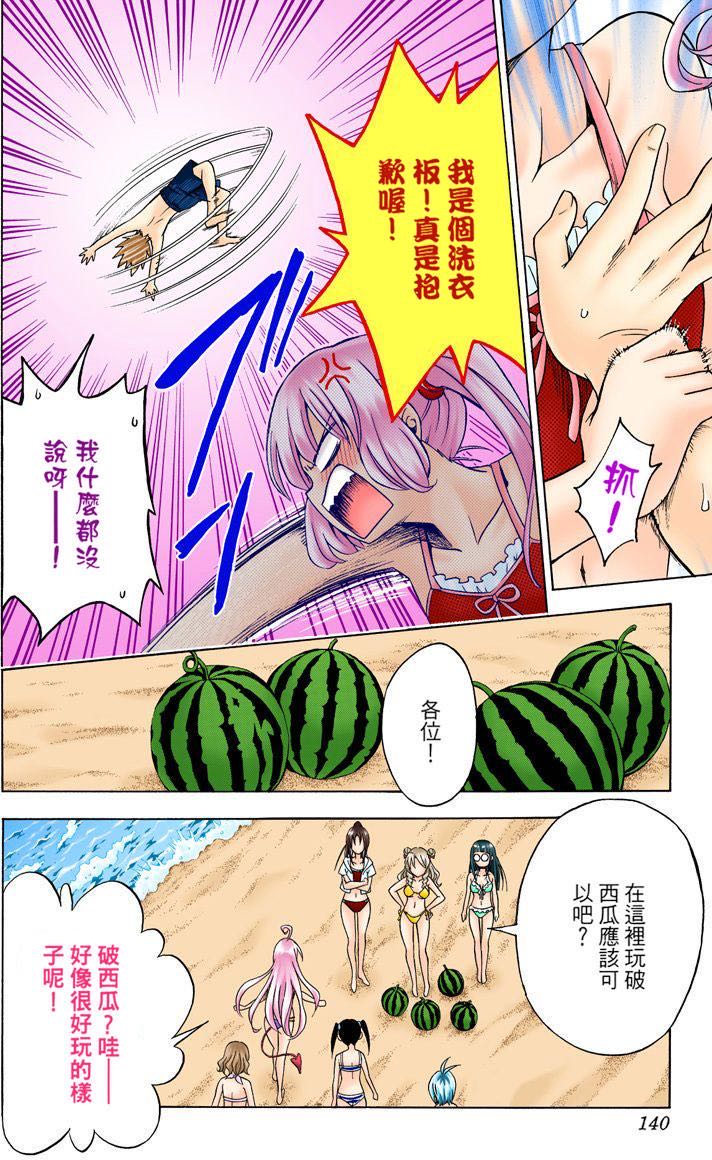 抓！
我是個洗衣
板！真是抱
歉喔！
我什麼都沒
說呀——！
各位！
在這裡玩破
西瓜應該可
以吧？
破西瓜？哇——
好像很好玩的樣
子呢！
140